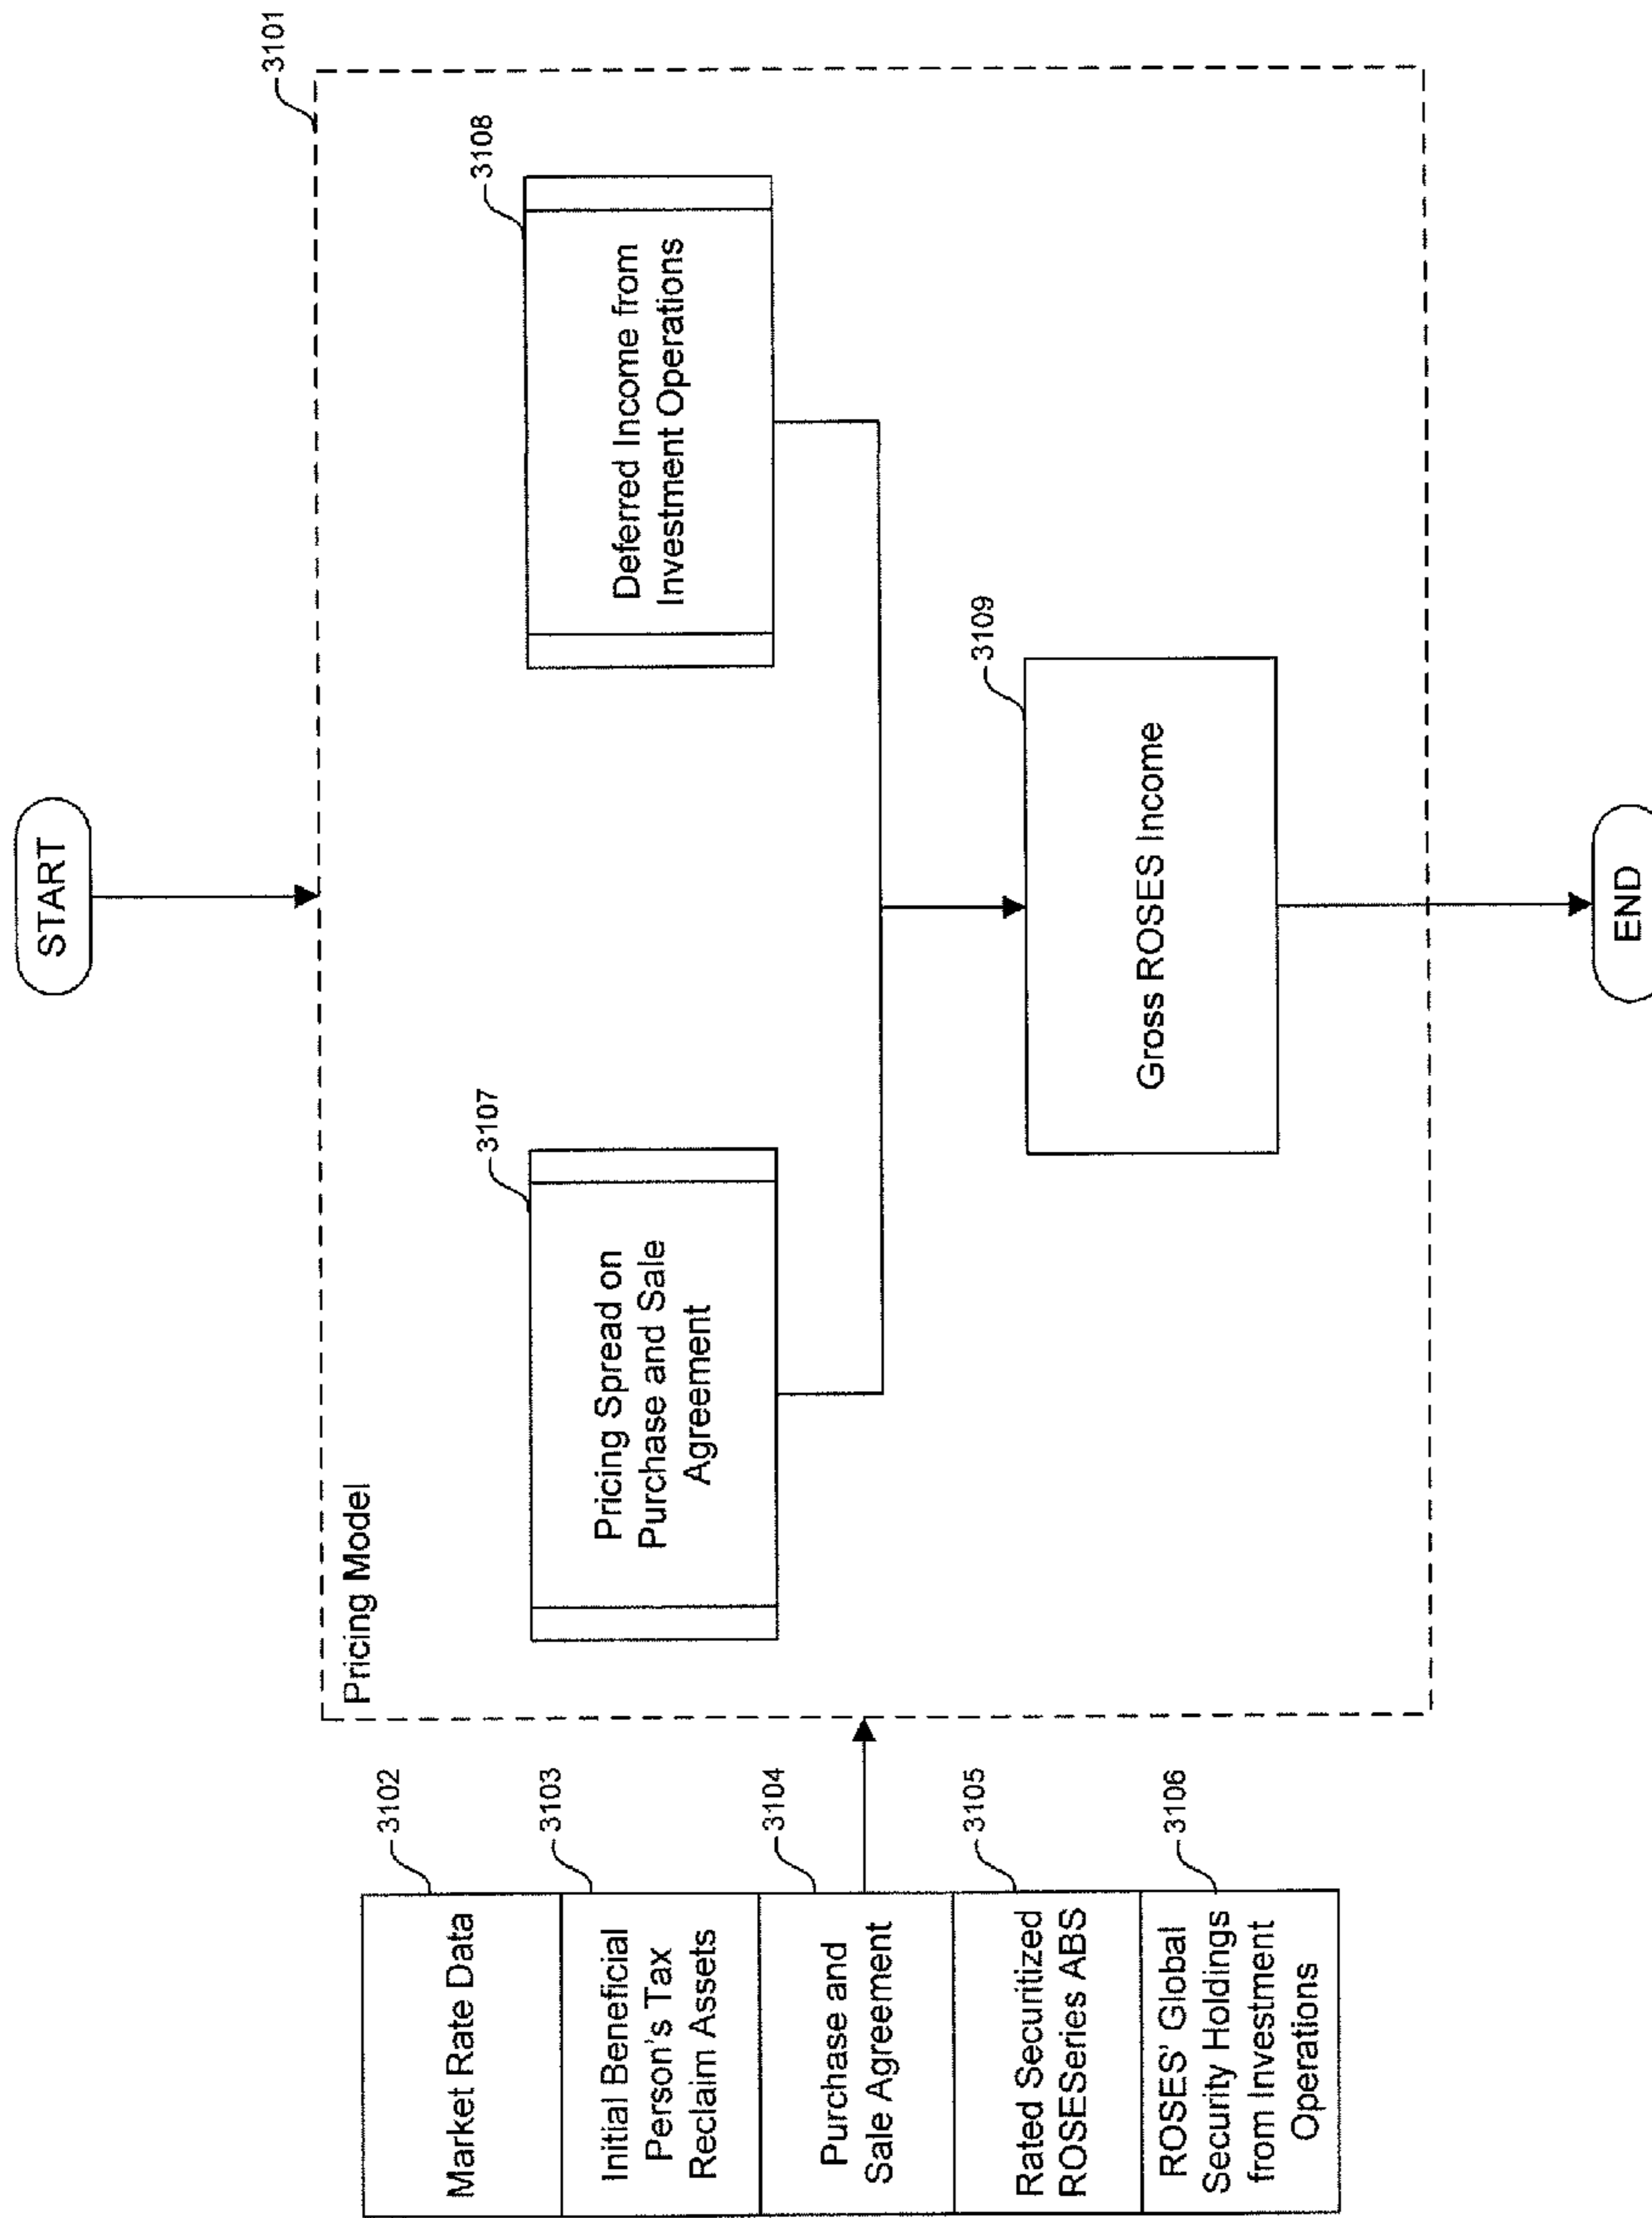 START
3101
Pricing Model
3102
Market Rate Data
3103
Initial Beneficial
Person's Tax
Reclaim Assets
3104
Purchase and
Sale Agreement
3105
Rated Securitized
ROSESeries ABS
3106
ROSES' Global
Security Holdings
from Investment
Operations
3107
Pricing Spread on
Purchase and Sale
Agreement
3108
Deferred Income from
Investment Operations
3109
Gross ROSES Income
END